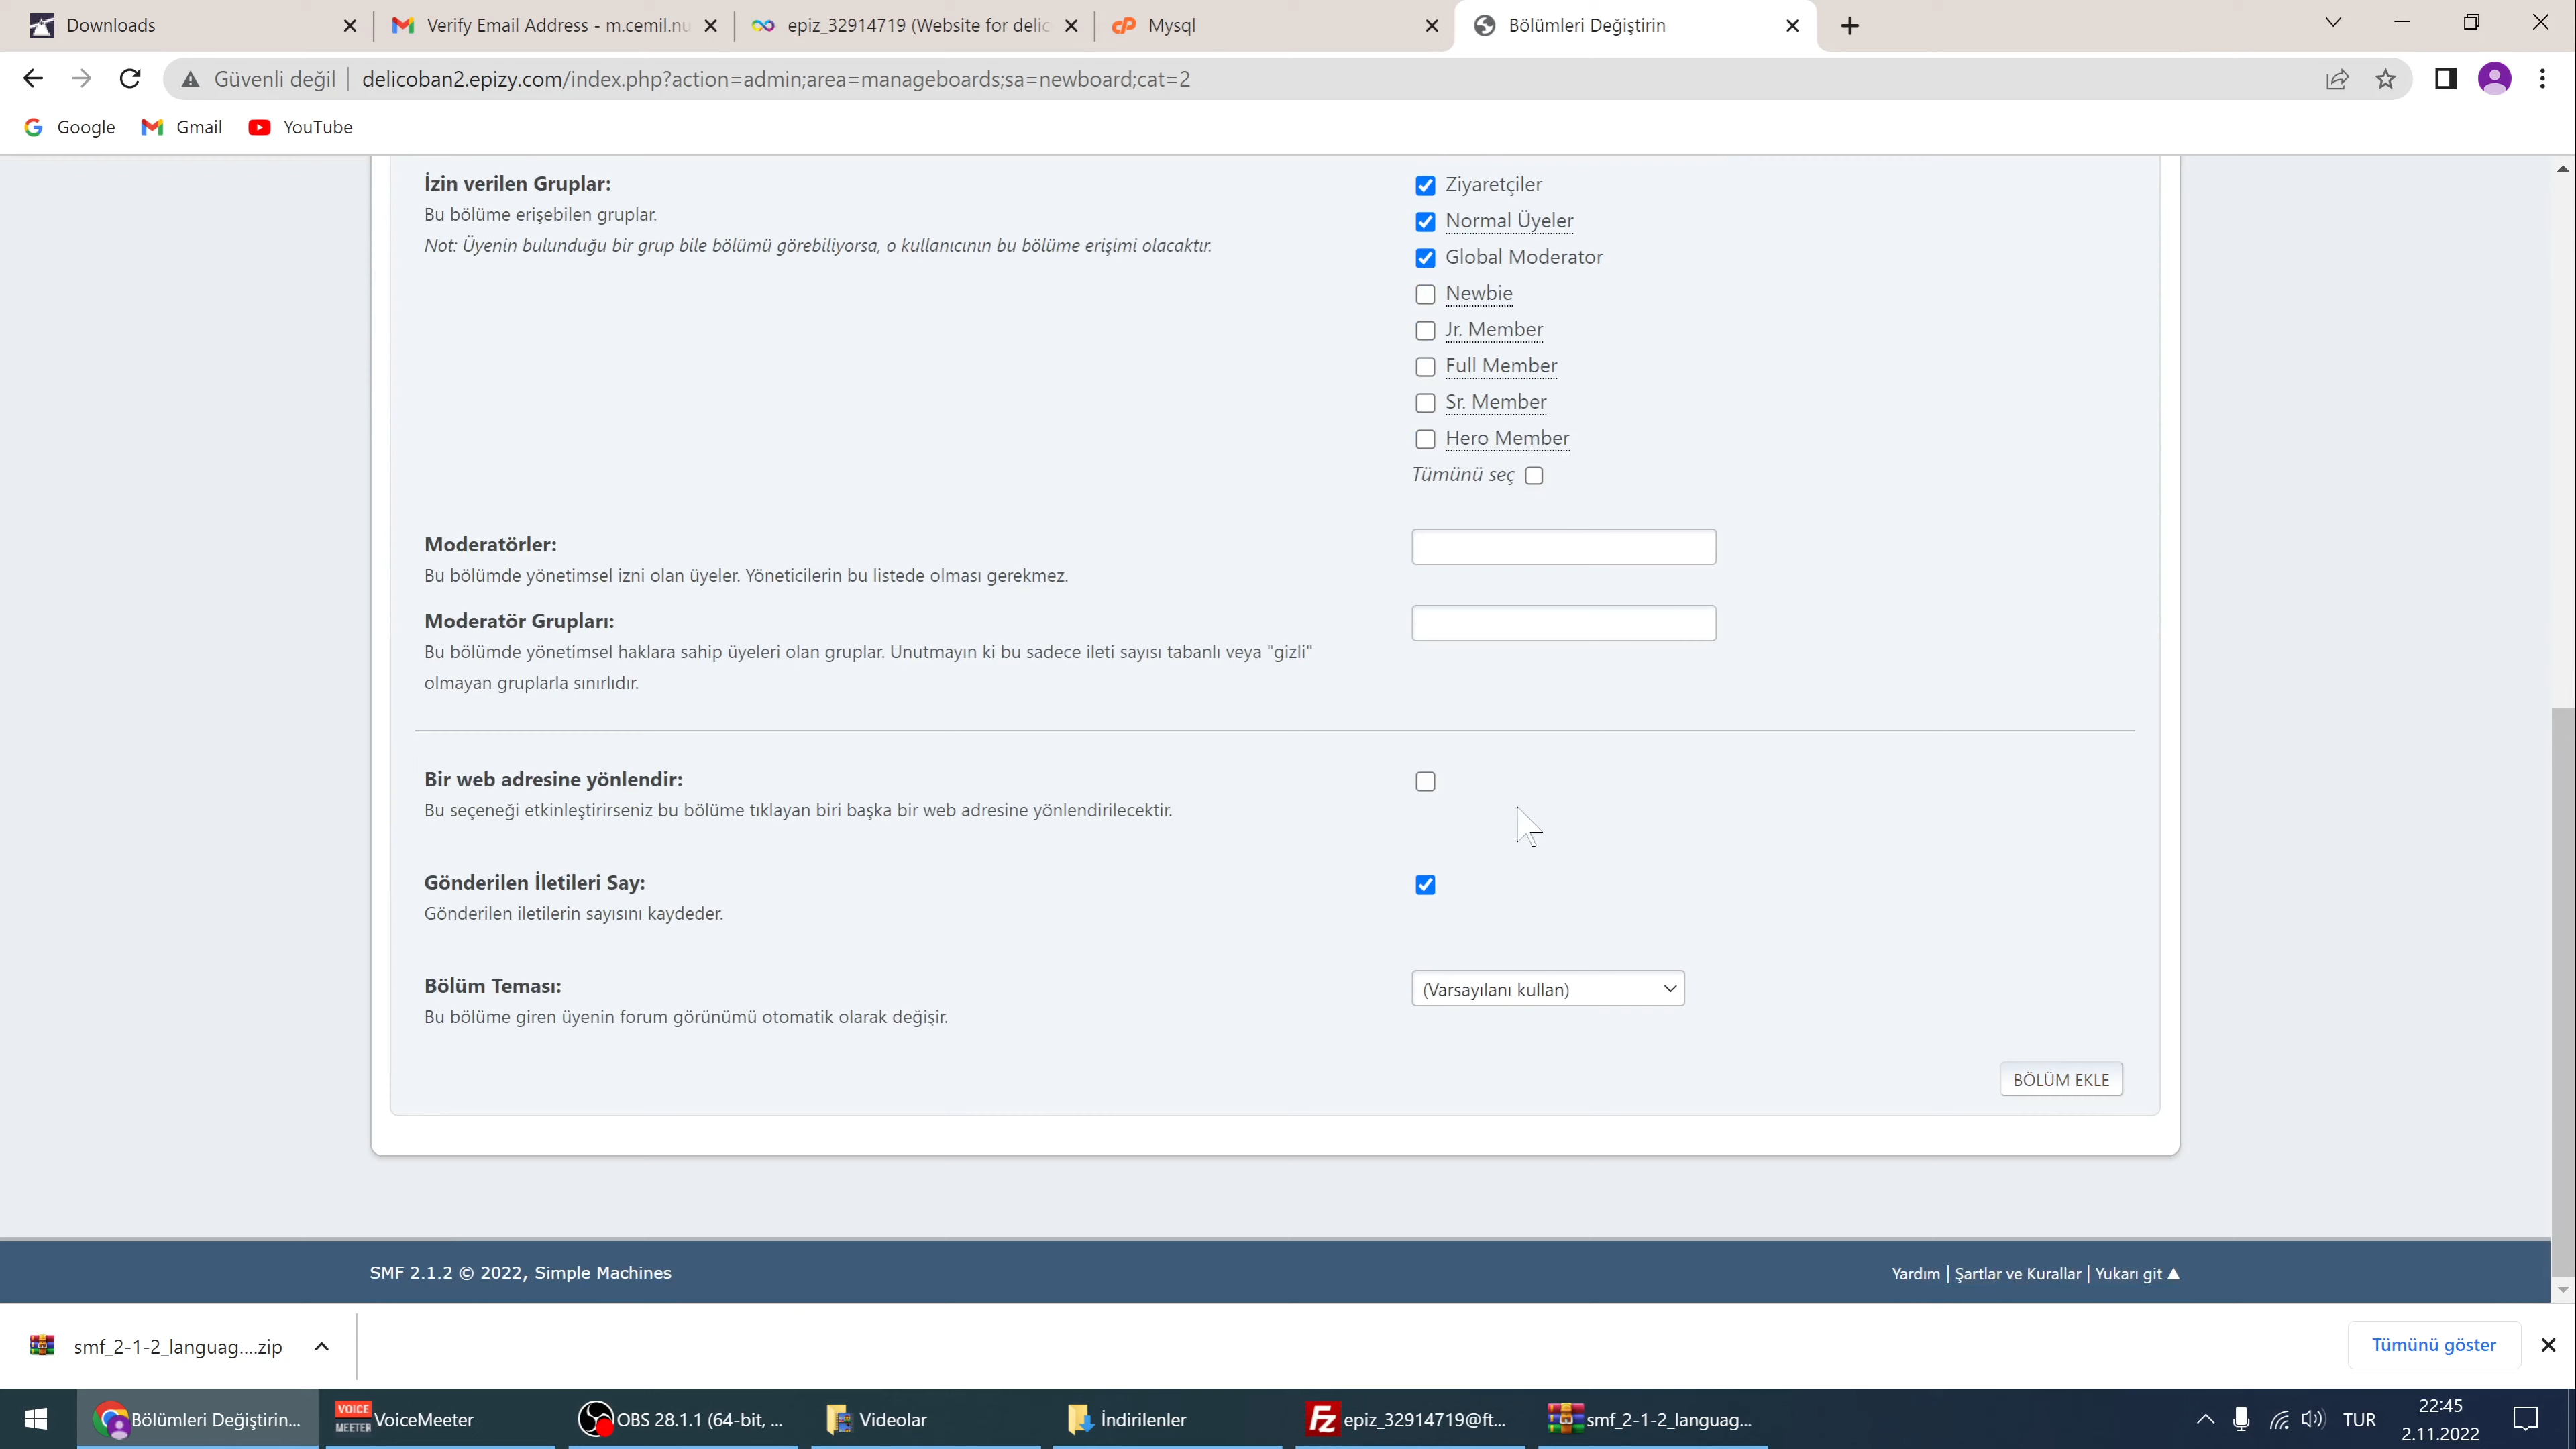 Downloads
Verify Email Address - m.cemil.nu
epiz_32914719 (Website for delic
cP Mysql
Bölümleri Değiştirin
Güvenli değil
delicoban2.epizy.com/index.php?action=admin;area=manageboards;sa=newboard;cat=2
Google
Gmail
YouTube
İzin verilen Gruplar:
Bu bölüme erişebilen gruplar.
Not: Üyenin bulunduğu bir grup bile bölümü görebiliyorsa, o kullanıcının bu bölüme erişimi olacaktır.
Ziyaretçiler
Normal Üyeler
Global Moderator
Newbie
Jr. Member
Full Member
Sr. Member
Hero Member
Tümünü seç
Moderatörler:
Bu bölümde yönetimsel izni olan üyeler. Yöneticilerin bu listede olması gerekmez.
Moderatör Grupları:
Bu bölümde yönetimsel haklara sahip üyeleri olan gruplar. Unutmayın ki bu sadece ileti sayısı tabanlı veya "gizli"
olmayan gruplarla sınırlıdır.
Bir web adresine yönlendir:
Bu seçeneği etkinleştirirseniz bu bölüme tıklayan biri başka bir web adresine yönlendirilecektir.
Gönderilen İletileri Say:
Gönderilen iletilerin sayısını kaydeder.
Bölüm Teması:
Bu bölüme giren üyenin forum görünümü otomatik olarak değişir.
(Varsayılanı kullan)
BÖLÜM EKLE
SMF 2.1.2 © 2022, Simple Machines
Yardım | Şartlar ve Kurallar | Yukarı git ▲
smf_2-1-2_languag....zip
Tümünü göster
Bölümleri Değiştirin...
VOICE
MEETER
VoiceMeeter
OBS 28.1.1 (64-bit, ...
Videolar
İndirilenler
Fz
epiz_32914719@ft...
smf_2-1-2_languag...
TUR
22:45
2.11.2022